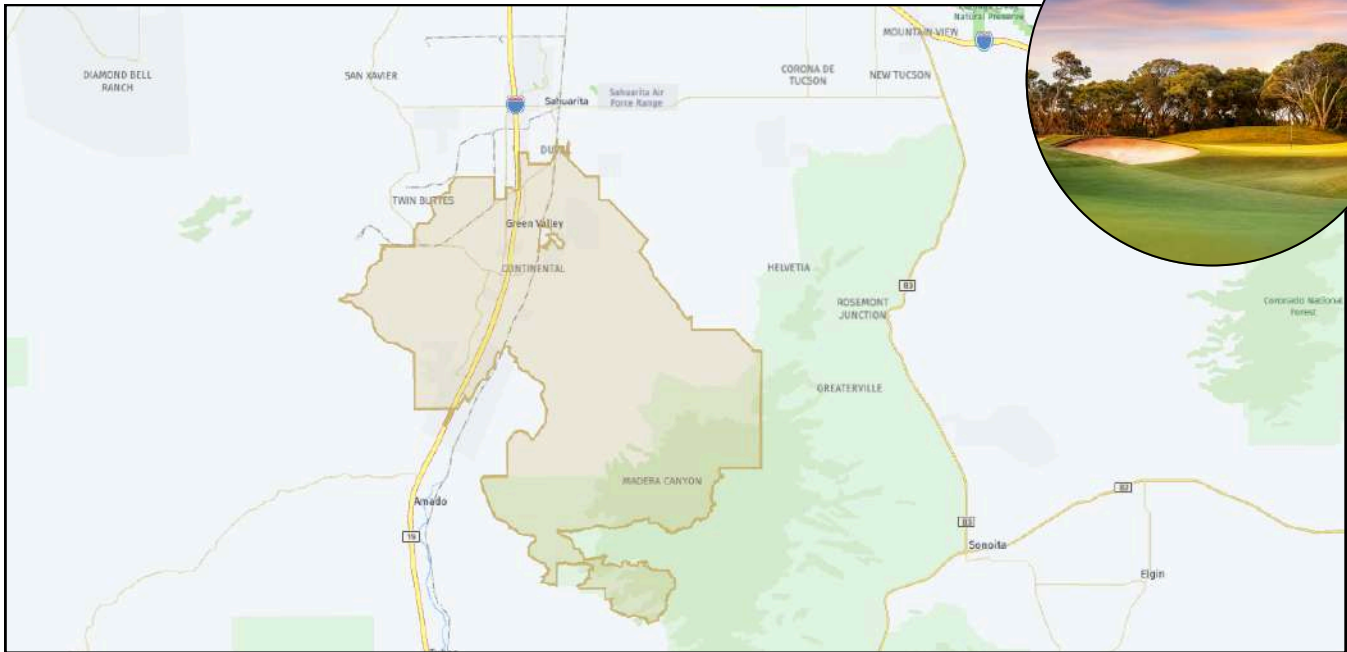 Natural Preserve
MOUNTAIN VIEW
DIAMOND BELL
RANCH
SAN XAVIER
CORONA DE
TUCSON
NEW TUCSON
Sahuarita
Sahuarita Air
Force Range
TWIN BUTTES
Green Valley
CONTINENTAL
HELVETIA
83
ROSEMONT
JUNCTION
Coronado National
Forest
GREATERVILLE
MADERA CANYON
82
Amado
83
19
Sonoita
Elgin